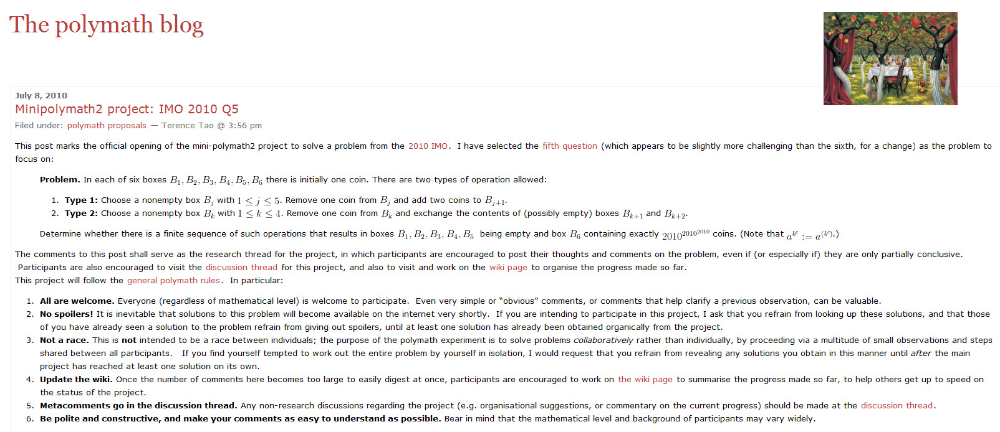 The polymath blog
July 8, 2010
Minipolymath2 project: IMO 2010 Q5
Filed under: polymath proposals — Terence Tao @ 3:56 pm
This post marks the official opening of the mini-polymath2 project to solve a problem from the 2010 IMO.  I have selected the fifth question (which appears to be slightly more challenging than the sixth, for a change) as the problem to
focus on:
Problem. In each of six boxes B₁, B₂, B₃, B₄, B₅, B₆ there is initially one coin. There are two types of operation allowed:
1. Type 1: Choose a nonempty box B_j with 1 ≤ j ≤ 5. Remove one coin from B_j and add two coins to B_{j+1}.
2. Type 2: Choose a nonempty box B_k with 1 ≤ k ≤ 4. Remove one coin from B_k and exchange the contents of (possibly empty) boxes B_{k+1} and B_{k+2}.
Determine whether there is a finite sequence of such operations that results in boxes B₁, B₂, B₃, B₄, B₅ being empty and box B₆ containing exactly 2010^{2010^{2010}} coins. (Note that a^{b^c} := a^{(b^c)}.)
The comments to this post shall serve as the research thread for the project, in which participants are encouraged to post their thoughts and comments on the problem, even if (or especially if) they are only partially conclusive.
Participants are also encouraged to visit the discussion thread for this project, and also to visit and work on the wiki page to organise the progress made so far.
This project will follow the general polymath rules.  In particular:
1. All are welcome. Everyone (regardless of mathematical level) is welcome to participate.  Even very simple or “obvious” comments, or comments that help clarify a previous observation, can be valuable.
2. No spoilers! It is inevitable that solutions to this problem will become available on the internet very shortly.  If you are intending to participate in this project, I ask that you refrain from looking up these solutions, and that those
of you have already seen a solution to the problem refrain from giving out spoilers, until at least one solution has already been obtained organically from the project.
3. Not a race. This is not intended to be a race between individuals; the purpose of the polymath experiment is to solve problems collaboratively rather than individually, by proceeding via a multitude of small observations and steps
shared between all participants.   If you find yourself tempted to work out the entire problem by yourself in isolation, I would request that you refrain from revealing any solutions you obtain in this manner until after the main
project has reached at least one solution on its own.
4. Update the wiki. Once the number of comments here becomes too large to easily digest at once, participants are encouraged to work on the wiki page to summarise the progress made so far, to help others get up to speed on
the status of the project.
5. Metacomments go in the discussion thread. Any non-research discussions regarding the project (e.g. organisational suggestions, or commentary on the current progress) should be made at the discussion thread.
6. Be polite and constructive, and make your comments as easy to understand as possible. Bear in mind that the mathematical level and background of participants may vary widely.